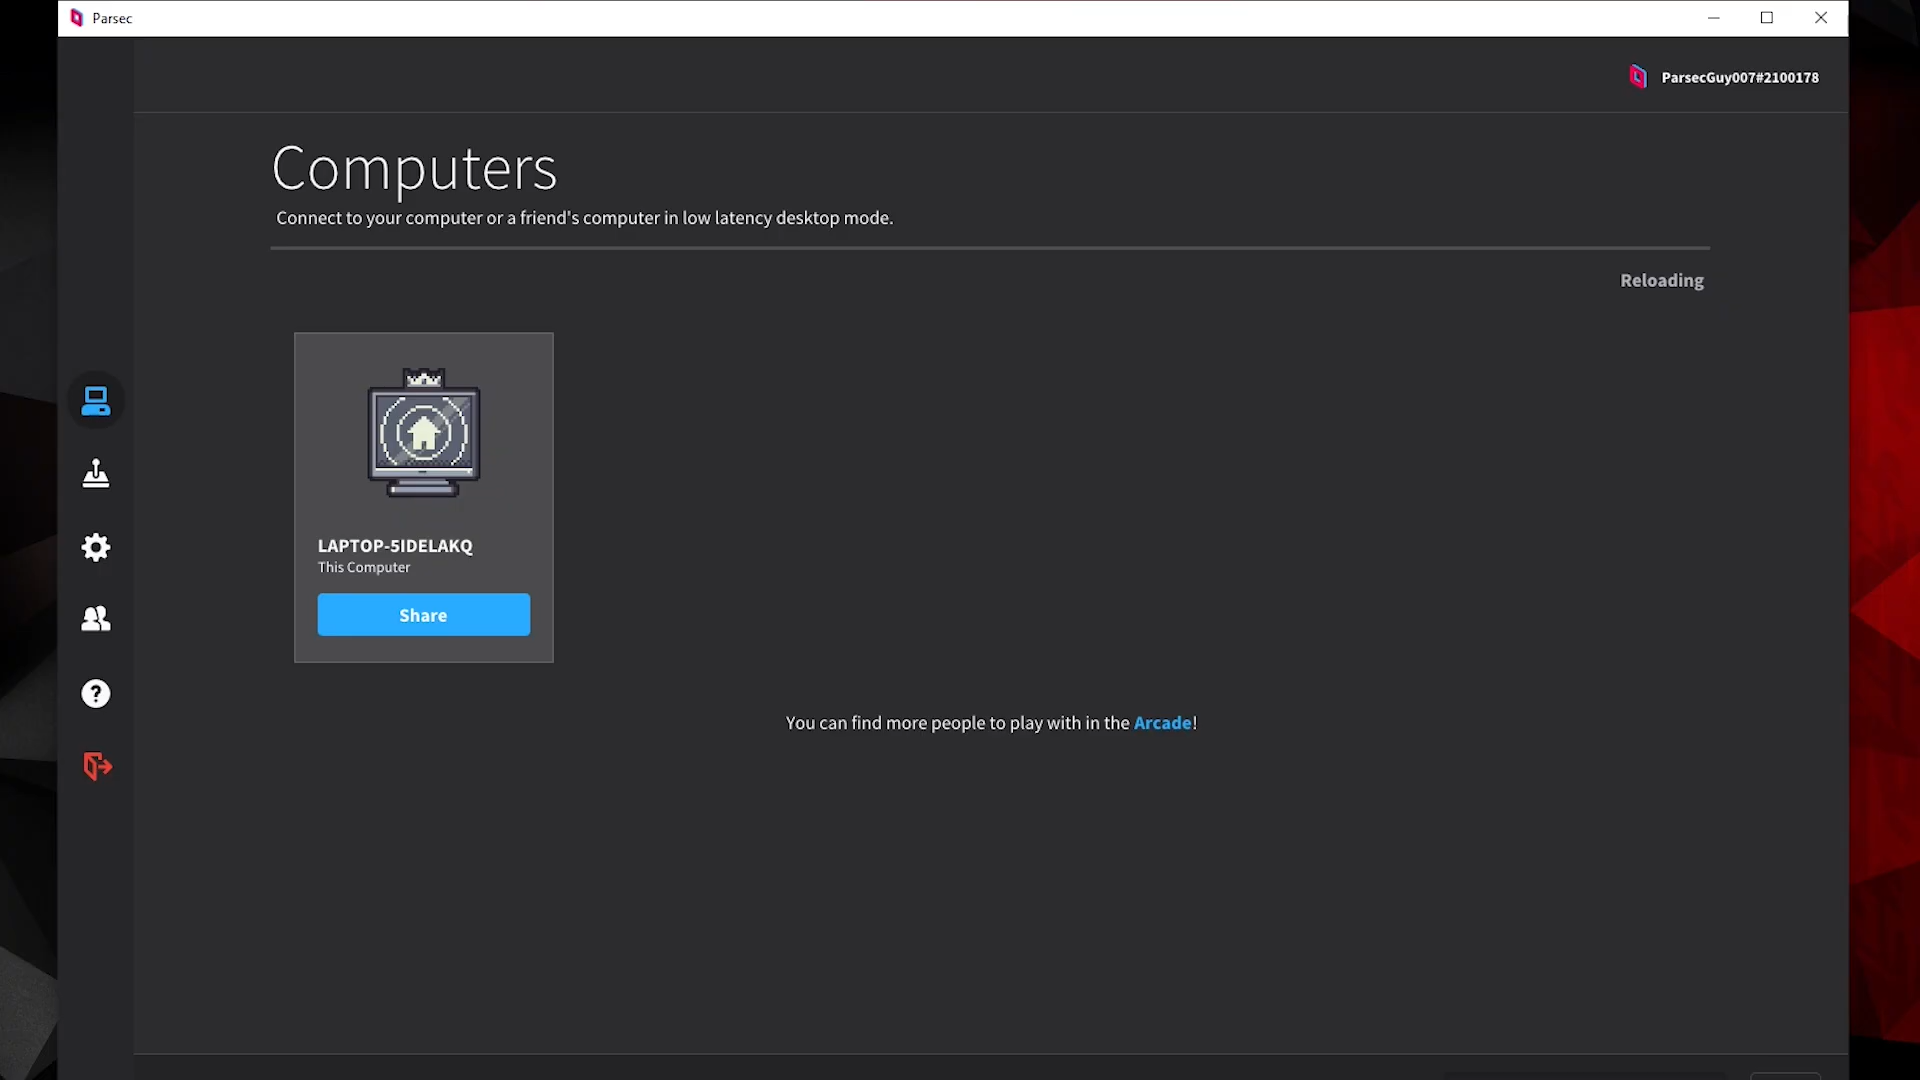 Parsec
ParsecGuy007#2100178
Computers
Connect to your computer or a friend's computer in low latency desktop mode.
Reloading
LAPTOP-5IDELAKQ
This Computer
Share
You can find more people to play with in the Arcade!